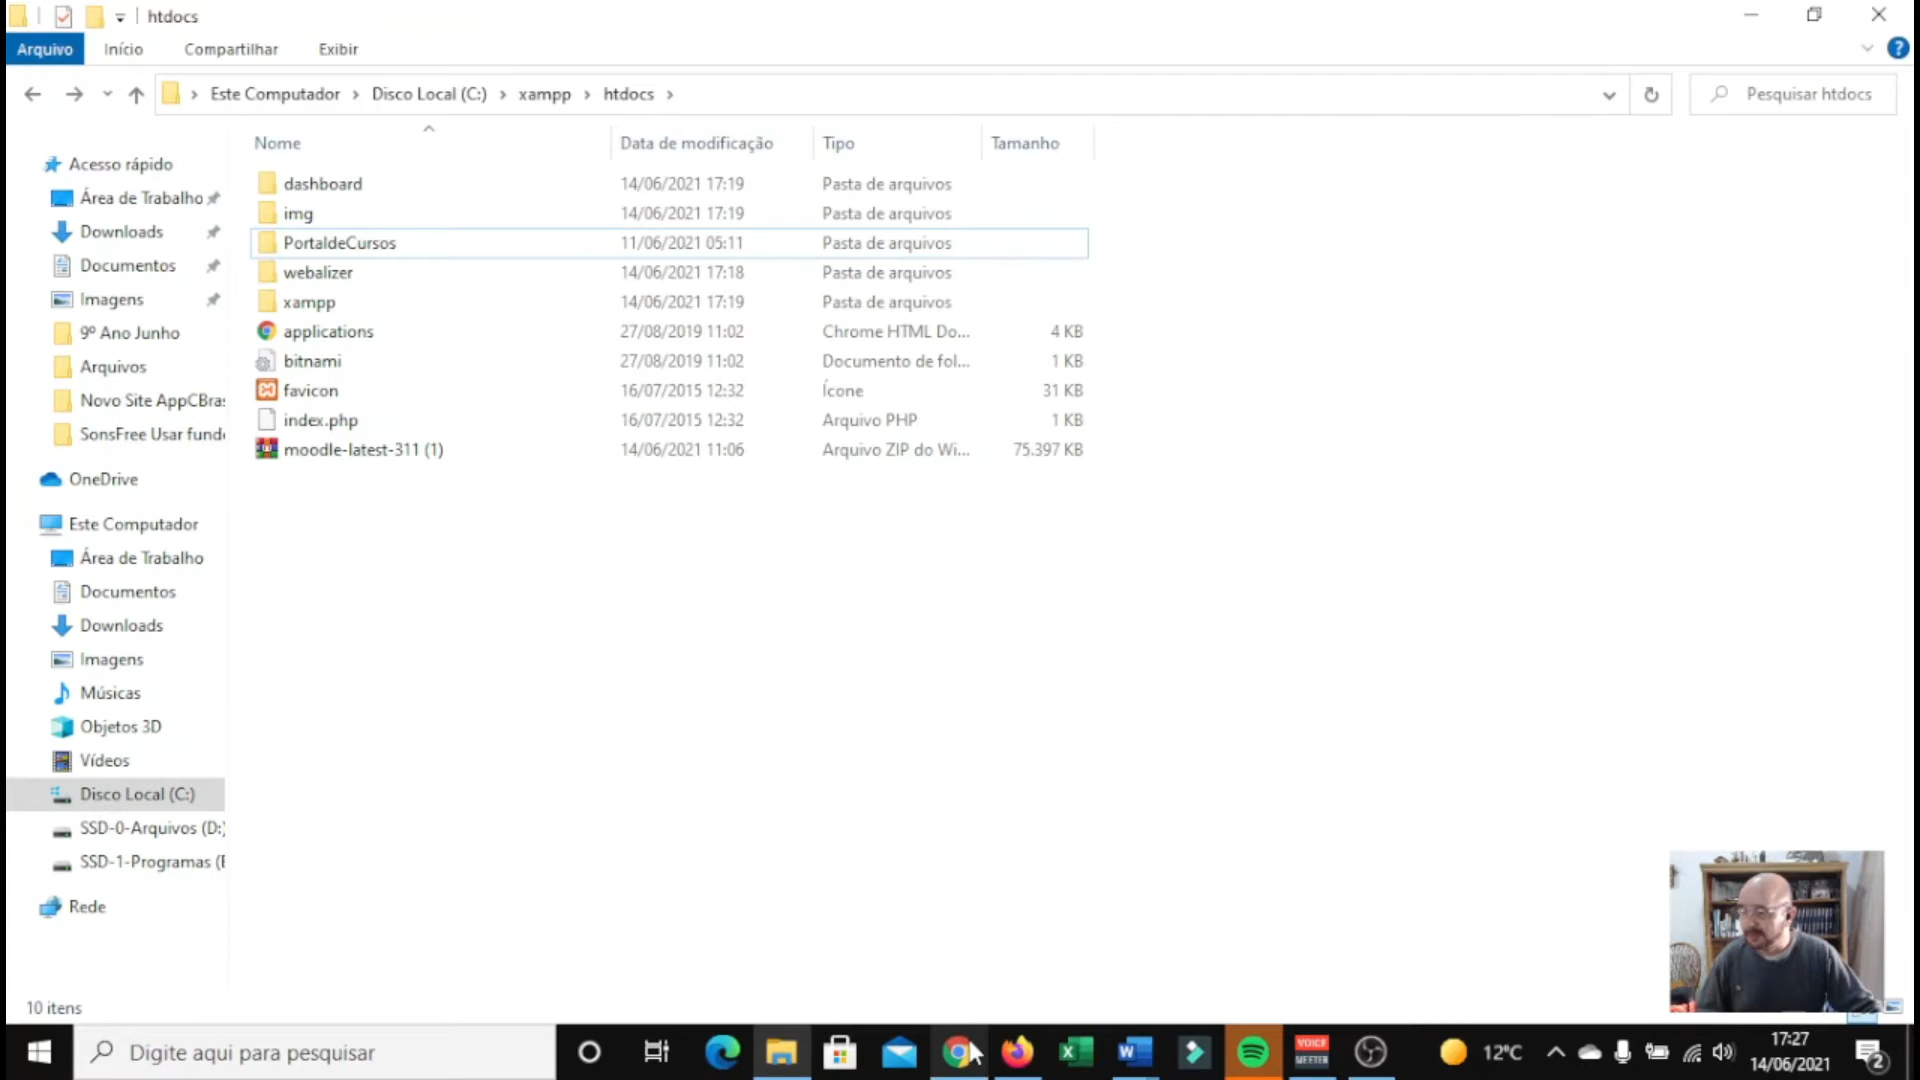 htdocs
Arquivo Início Compartilhar Exibir
Este Computador Disco Local (C:) xampp htdocs
Pesquisar htdocs
Nome Data de modificação Tipo Tamanho
dashboard 14/06/2021 17:19 Pasta de arquivos
img 14/06/2021 17:19 Pasta de arquivos
PortaldeCursos 11/06/2021 05:11 Pasta de arquivos
webalizer 14/06/2021 17:18 Pasta de arquivos
xampp 14/06/2021 17:19 Pasta de arquivos
applications 27/08/2019 11:02 Chrome HTML Do... 4 KB
bitnami 27/08/2019 11:02 Documento de fol... 1 KB
favicon 16/07/2015 12:32 Ícone 31 KB
index.php 16/07/2015 12:32 Arquivo PHP 1 KB
moodle-latest-311 (1) 14/06/2021 11:06 Arquivo ZIP do Wi... 75.397 KB
Acesso rápido
Área de Trabalho
Downloads
Documentos
Imagens
9º Ano Junho
Arquivos
Novo Site AppCBras
SonsFree Usar fund
OneDrive
Este Computador
Área de Trabalho
Documentos
Downloads
Imagens
Músicas
Objetos 3D
Vídeos
Disco Local (C:)
SSD-0-Arquivos (D:)
SSD-1-Programas (E
Rede
10 itens
Digite aqui para pesquisar
VOICE
MEETER
12°C
17:27
14/06/2021
2